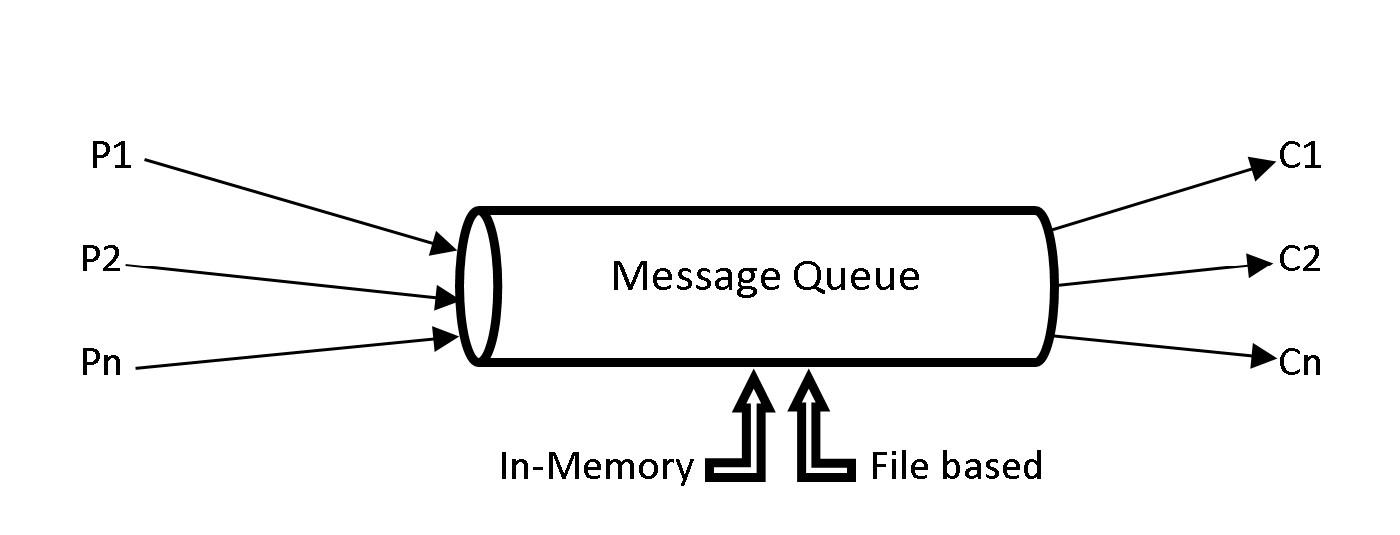 P1
C1
P2
Message Queue
C2
Pn
Cn
In-Memory
File based